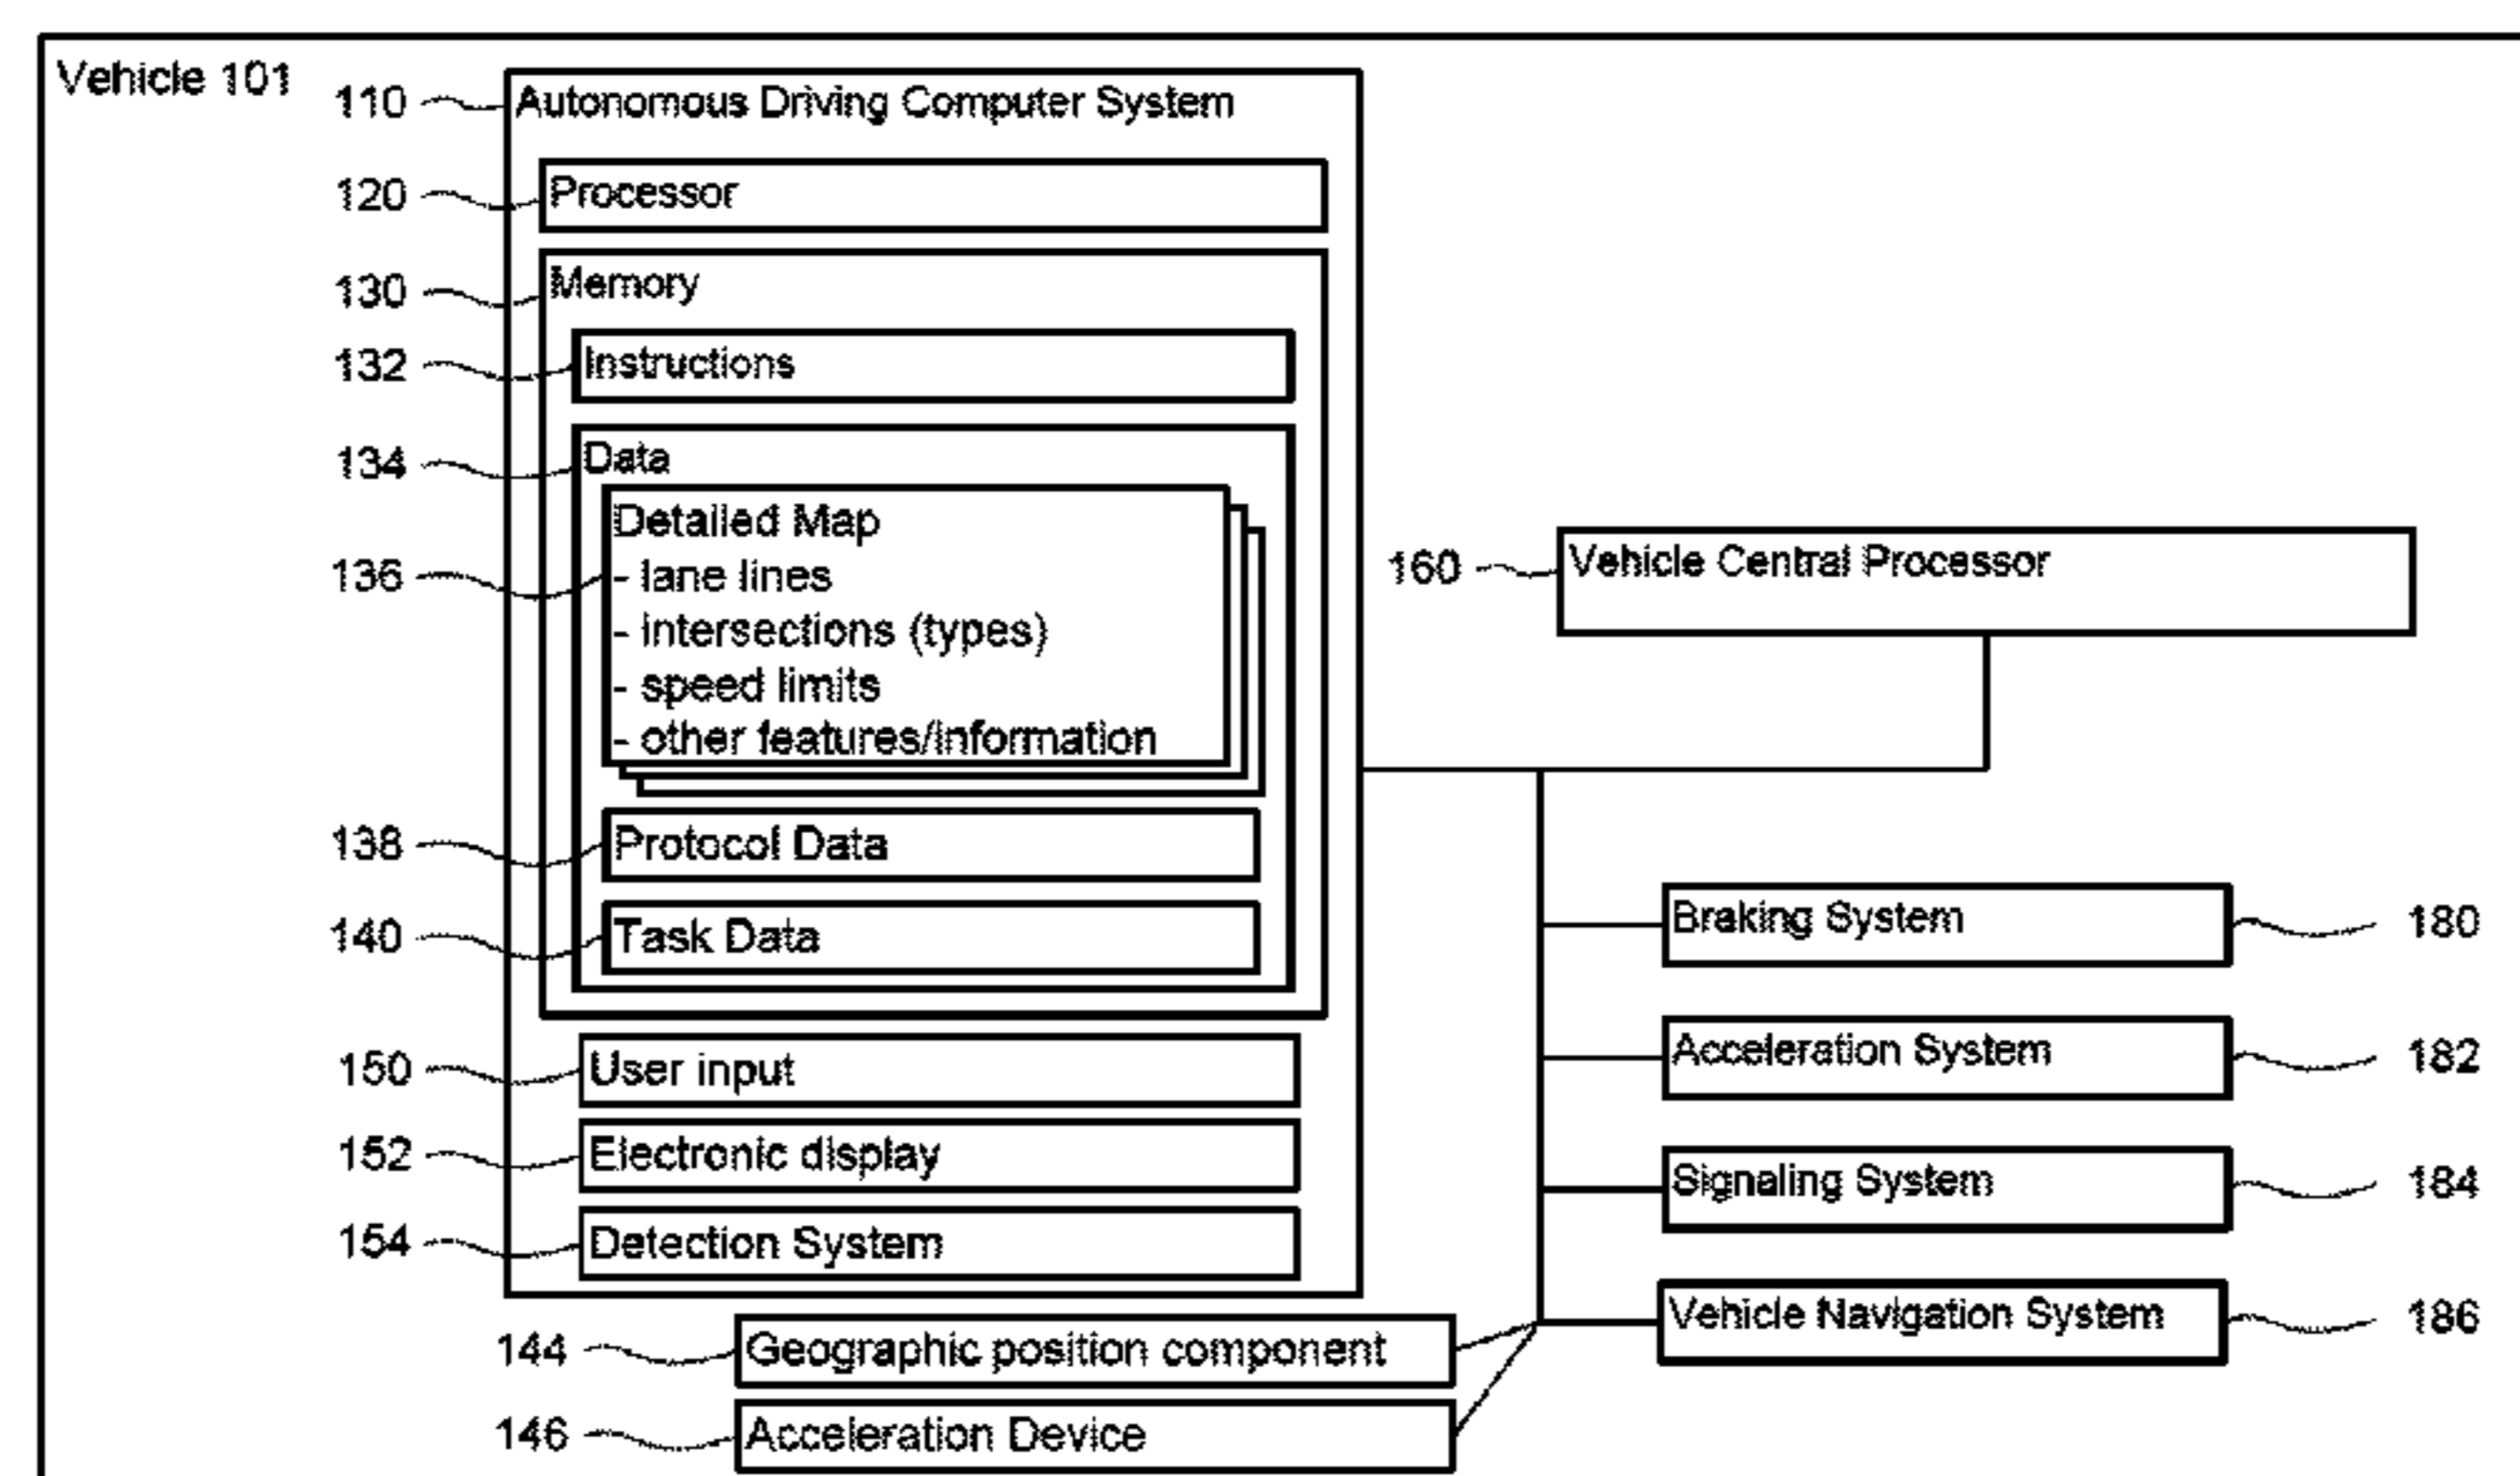 Vehicle 101
110 Autonomous Driving Computer System
120 Processor
130 Memory
132 Instructions
134 Data
Detailed Map
136 - lane lines
- intersections (types)
- speed limits
- other features/information
138 Protocol Data
140 Task Data
150 User input
152 Electronic display
154 Detection System
144 Geographic position component
146 Acceleration Device
160 Vehicle Central Processor
Braking System 180
Acceleration System 182
Signaling System 184
Vehicle Navigation System 186